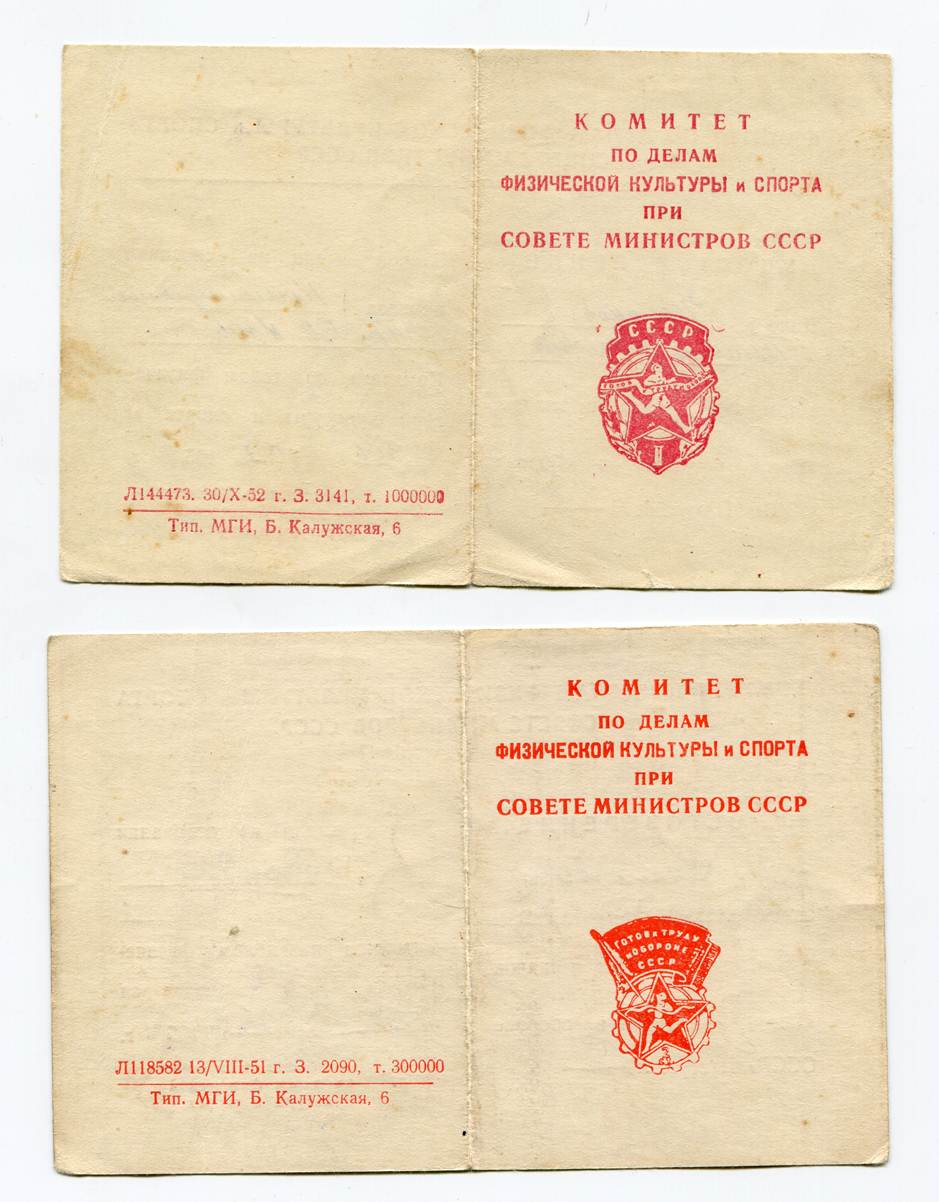 КОМИТЕТ
ПО ДЕЛАМ
ФИЗИЧЕСКОЙ КУЛЬТУРЫ и СПОРТА
ПРИ
СОВЕТЕ МИНИСТРОВ СССР
СССР
ГОТОВ К ТРУДУ И
I
Л144473. 30/X-52 г. З. 3141, т. 1000000
Тип. МГИ, Б. Калужская, 6
КОМИТЕТ
ПО ДЕЛАМ
ФИЗИЧЕСКОЙ КУЛЬТУРЫ и СПОРТА
ПРИ
СОВЕТЕ МИНИСТРОВ СССР
ГОТОВ К ТРУДУ
И ОБОРОНЕ
СССР
Л118582 13/VIII-51 г. З. 2090, т. 300000
Тип. МГИ, Б. Калужская, 6